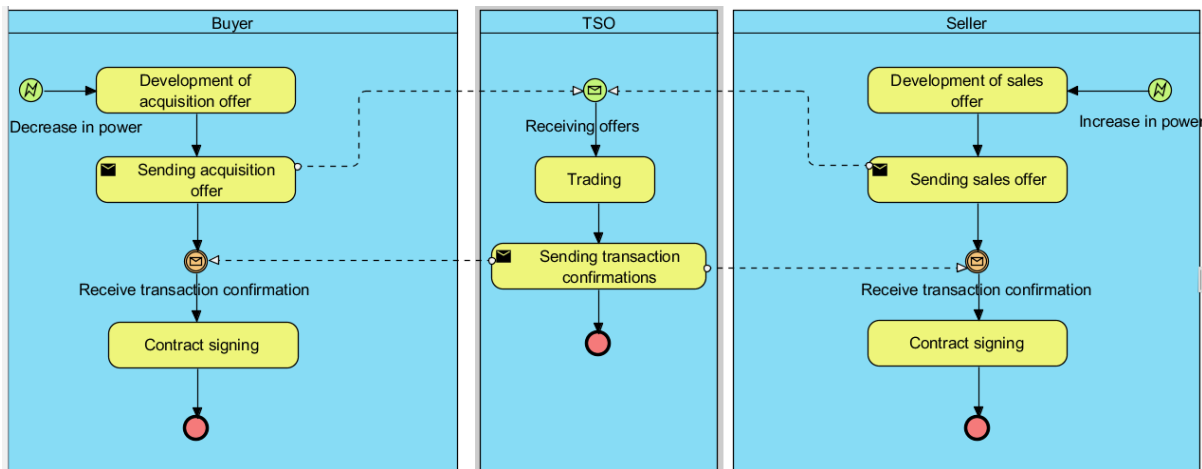 Buyer
TSO
Seller
Development of
acquisition offer
Decrease in power
Sending acquisition
offer
Receive transaction confirmation
Contract signing
Receiving offers
Trading
Sending transaction
confirmations
Development of sales
offer
Increase in power
Sending sales offer
Receive transaction confirmation
Contract signing